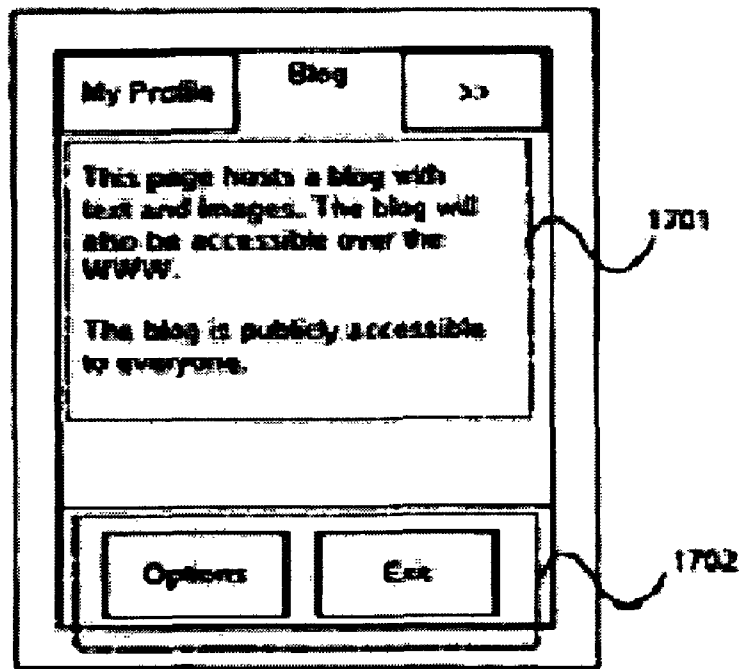 My Profile
Blog
>>
This page hosts a blog with
text and images. The blog will
also be accessible over the
WWW.
The blog is publicly accessible
to everyone.
1701
Options
Exit
1702